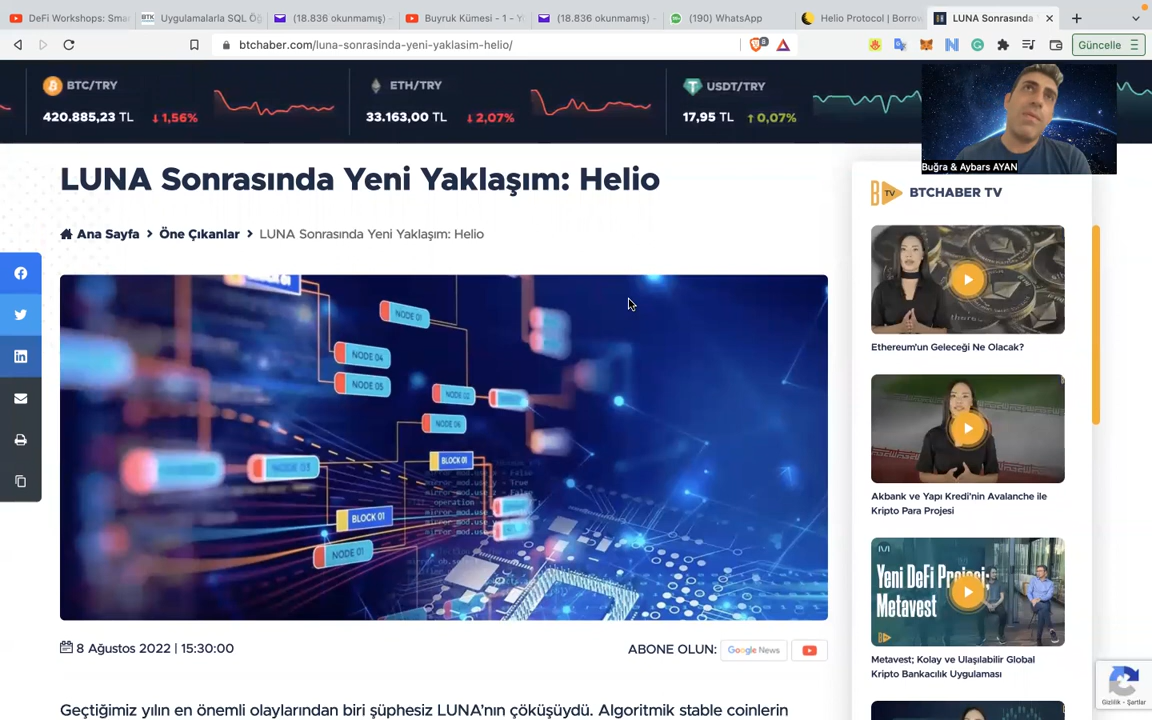 DeFi Workshops: Sma
Uygulamalarla SQL Öğ
(18.836 okunmamış) -
Buyruk Kümesi - 1 - Y
(18.836 okunmamış) -
(190) WhatsApp
Helio Protocol | Borrow
LUNA Sonrasında
btchaber.com/luna-sonrasinda-yeni-yaklasim-helio/
Güncelle
BTC/TRY
420.885,23 TL 1,56%
ETH/TRY
33.163,00 TL 2,07%
USDT/TRY
17,95 TL 0,07%
Buğra & Aybars AYAN
LUNA Sonrasında Yeni Yaklaşım: Helio
Ana Sayfa > Öne Çıkanlar > LUNA Sonrasında Yeni Yaklaşım: Helio
NODE 01
NODE 04
NODE 05
BLOCK 01
BLOCK 01
NODE 01
8 Ağustos 2022 | 15:30:00
ABONE OLUN: Google News
Geçtiğimiz yılın en önemli olaylarından biri şüphesiz LUNA'nın çöküşüydü. Algoritmik stable coinlerin
BTCHABER TV
Ethereum'un Geleceği Ne Olacak?
Akbank ve Yapı Kredi'nin Avalanche ile
Kripto Para Projesi
Yeni DeFi Projesi:
Metavest
Metavest; Kolay ve Ulaşılabilir Global
Kripto Bankacılık Uygulaması
Gizlilik - Şartlar